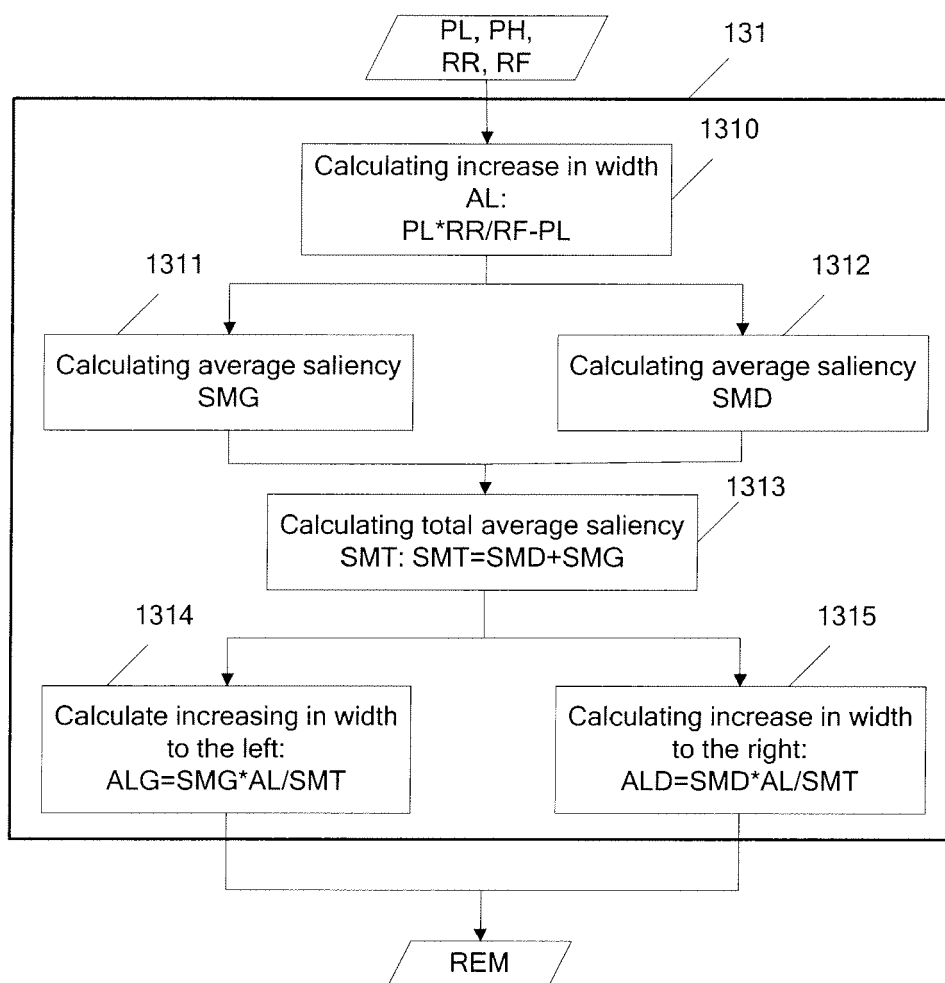 PL, PH,
RR, RF
131
1310
Calculating increase in width
AL:
PL*RR/RF-PL
1311
1312
Calculating average saliency
SMG
Calculating average saliency
SMD
1313
Calculating total average saliency
SMT: SMT=SMD+SMG
1314
1315
Calculate increasing in width
to the left:
ALG=SMG*AL/SMT
Calculating increase in width
to the right:
ALD=SMD*AL/SMT
REM